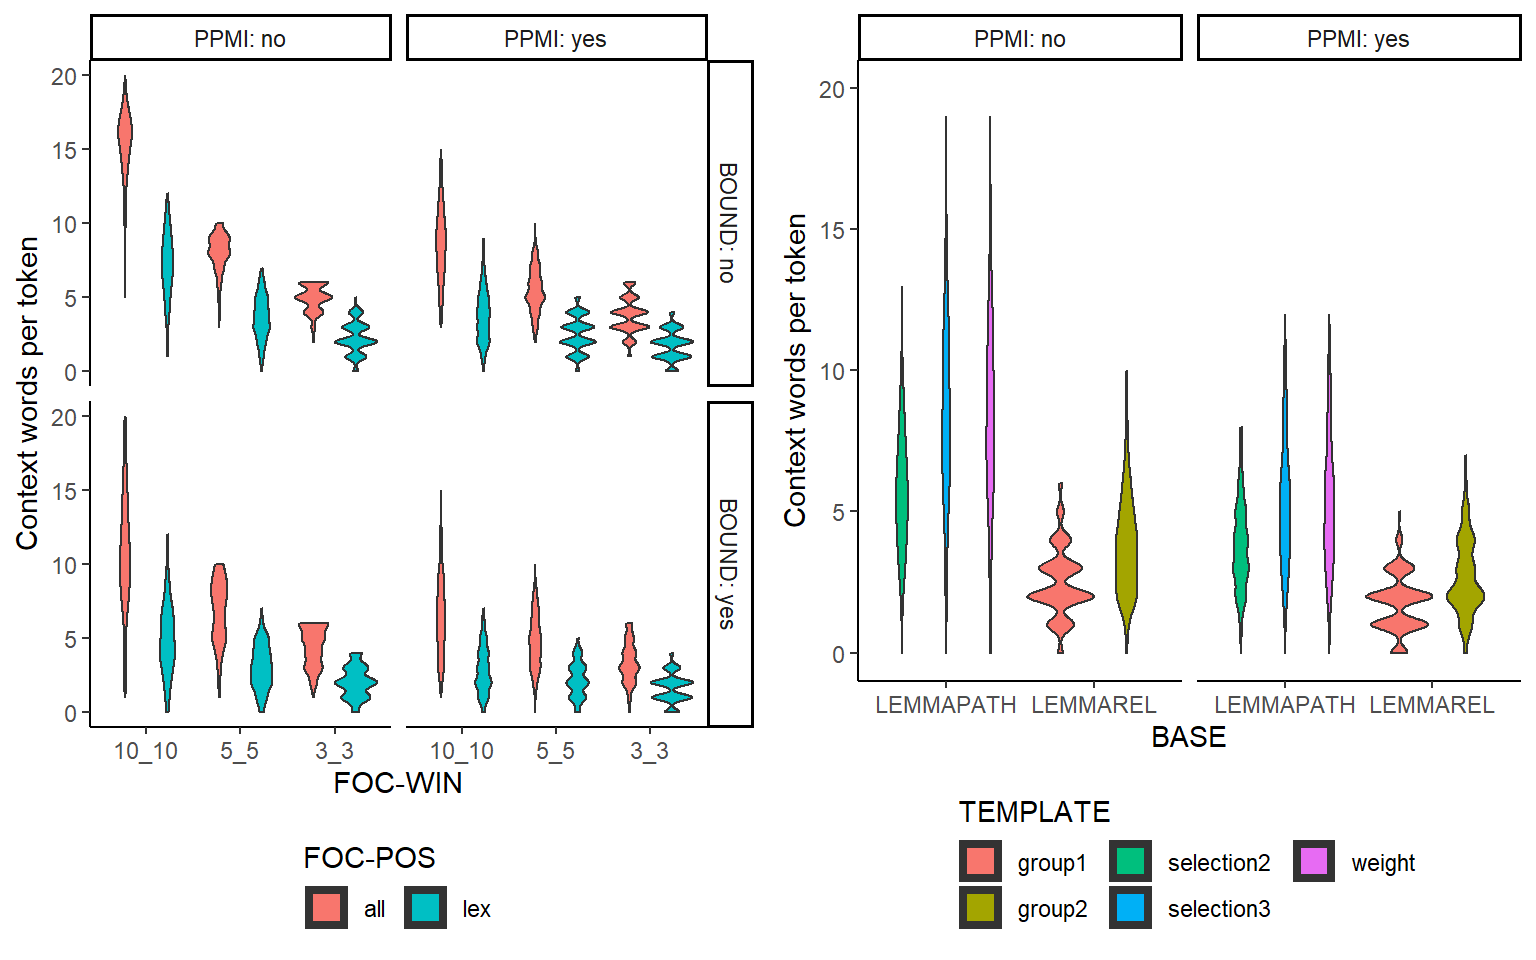 PPMI: no
PPMI: yes
Context words per token
20
15
10
5
0
BOUND: no
20
15
10
5
0
BOUND: yes
10_10
5_5
3_3
10_10
5_5
3_3
FOC-WIN
FOC-POS
all
lex
PPMI: no
PPMI: yes
Context words per token
20
15
10
5
0
LEMMAPATH
LEMMAREL
LEMMAPATH
LEMMAREL
BASE
TEMPLATE
group1
selection2
weight
group2
selection3